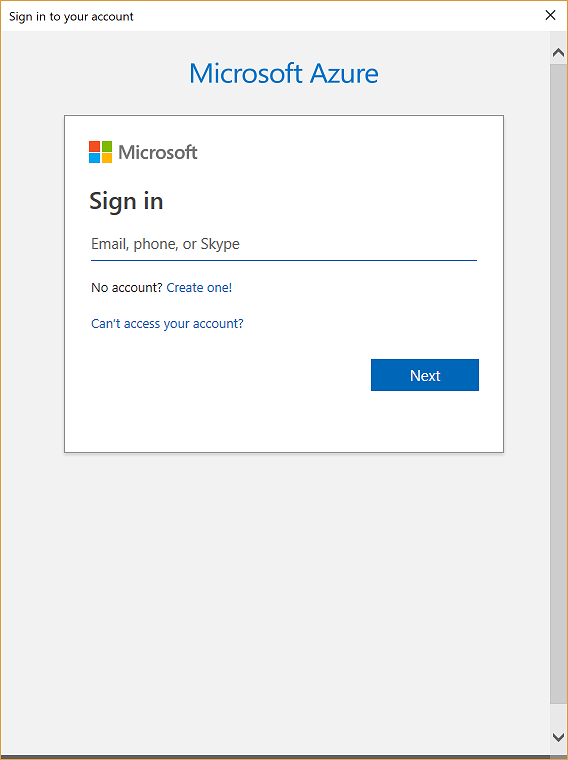 Sign in to your account
Microsoft Azure
Microsoft
Sign in
Email, phone, or Skype
No account? Create one!
Can't access your account?
Next